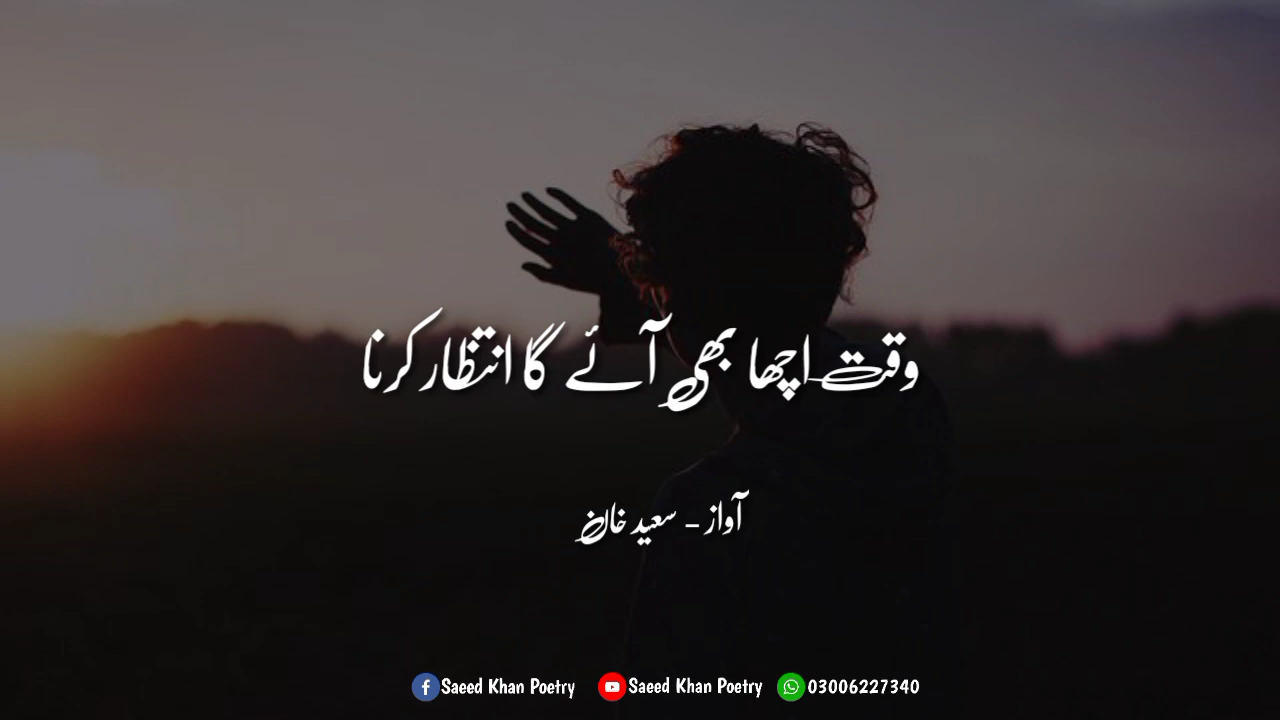 وقت اچھا بھی آئے گا انتظار کرنا
آواز - سعید خان
Saeed Khan Poetry Saeed Khan Poetry 03006227340